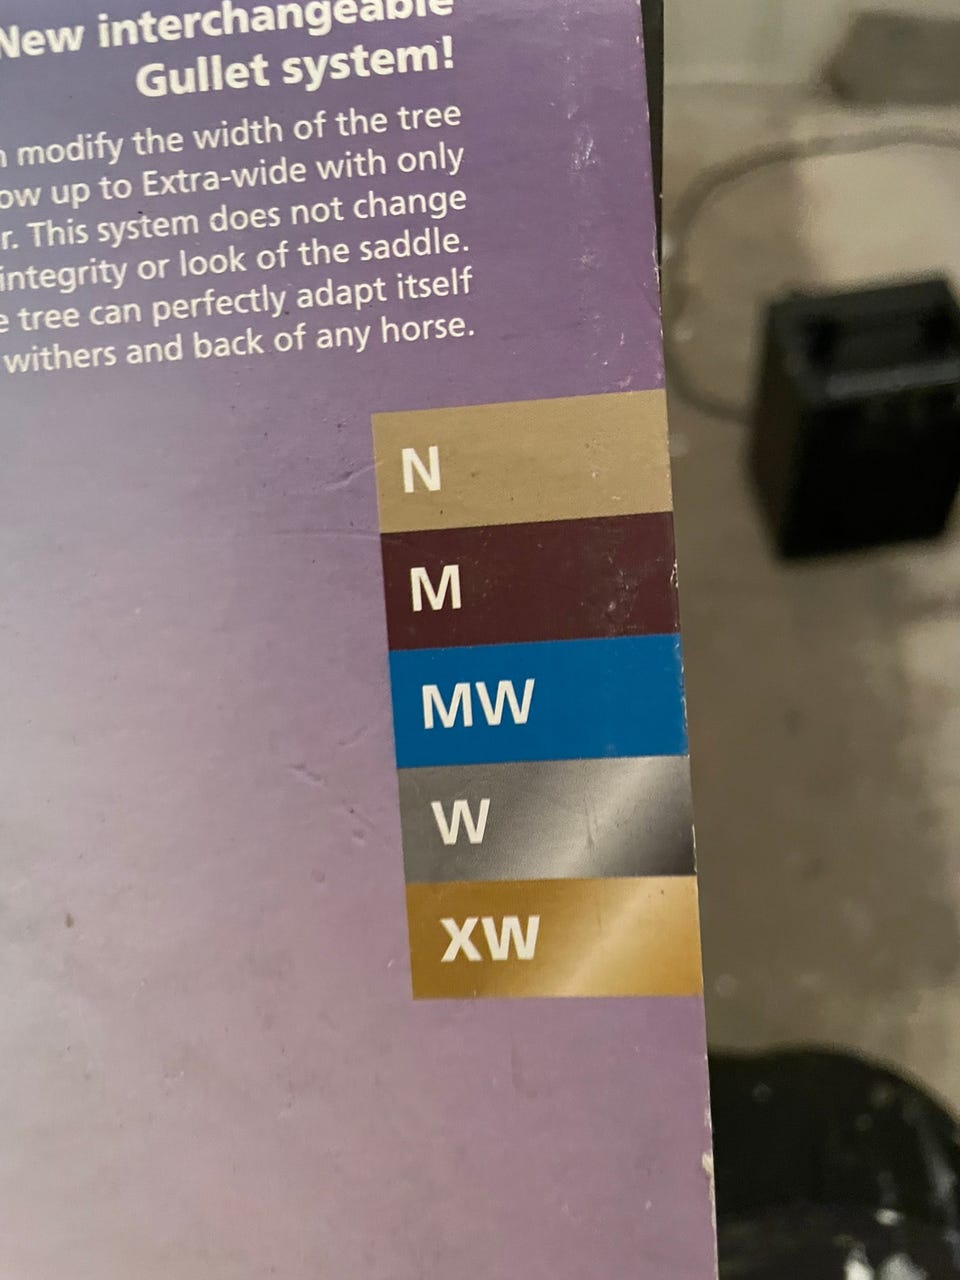 New interchangeable
Gullet system!
modify the width of the tree
up to Extra-wide with only
This system does not change
integrity or look of the saddle.
tree can perfectly adapt itself
withers and back of any horse.
N
M
MW
W
XW